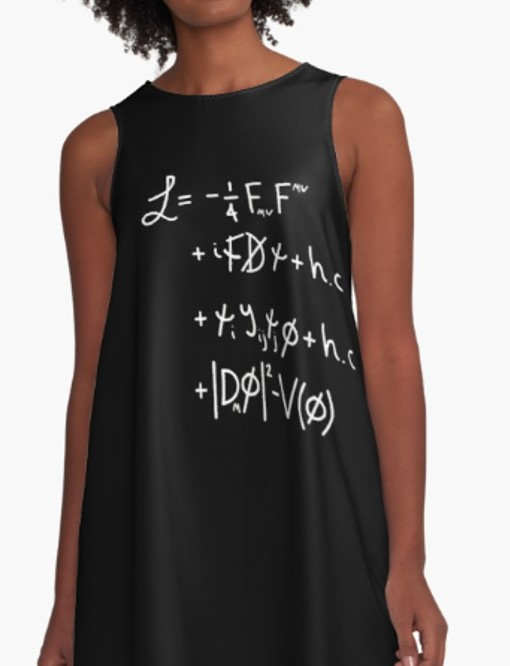 ℒ = -¼ F_μν F^μν
+ iψ̄D̸ψ + h.c
+ ψ_i y_ij ψ_j φ + h.c
+ |D_μ φ|² - V(φ)